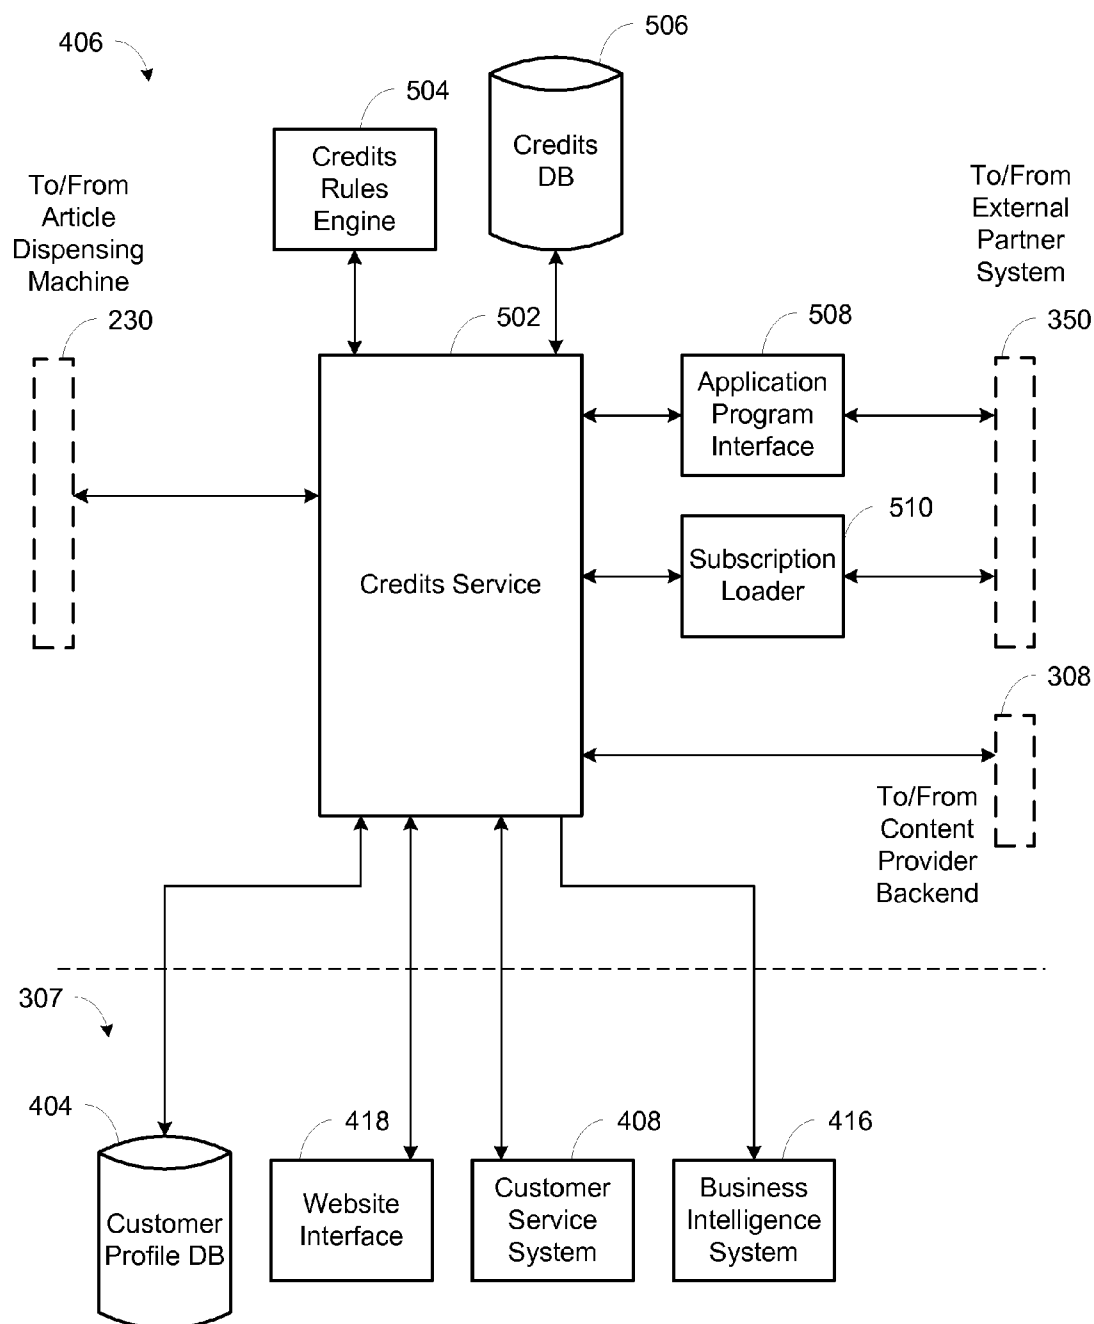 406
506
504
Credits
Rules
Engine
Credits
DB
To/From
Article
Dispensing
Machine
To/From
External
Partner
System
230
502
508
350
Application
Program
Interface
510
Subscription
Loader
Credits Service
308
To/From
Content
Provider
Backend
307
404
418
408
416
Customer
Profile DB
Website
Interface
Customer
Service
System
Business
Intelligence
System